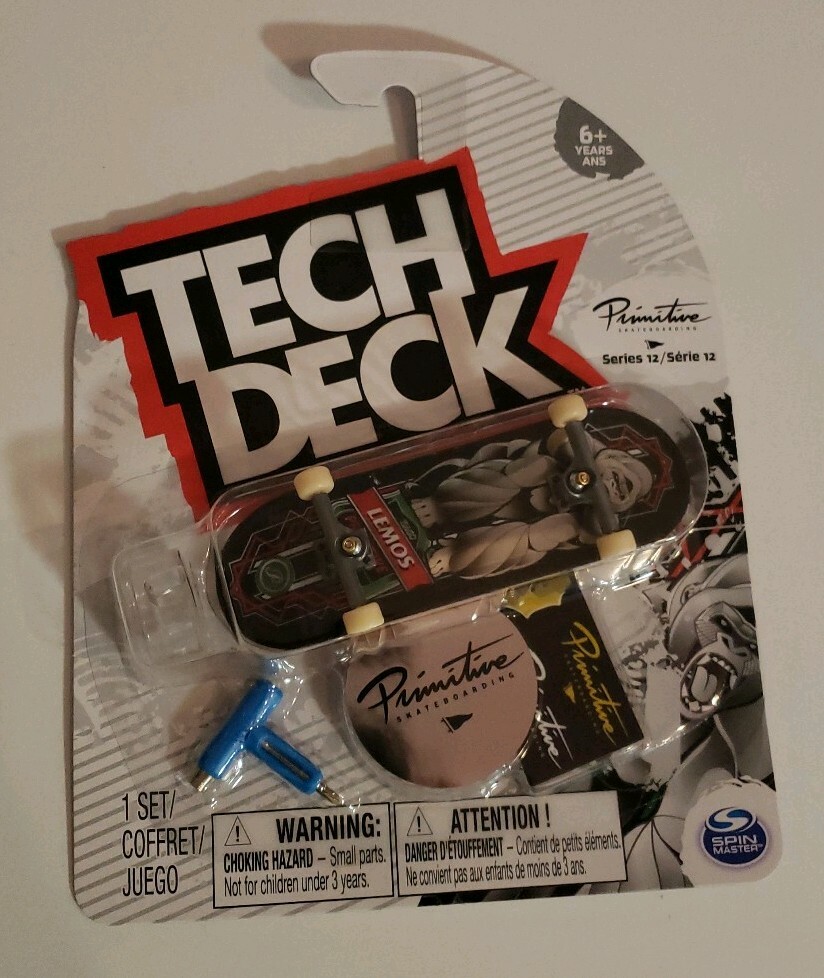 6+
YEARS
ANS
TECH
DECK
Primitive
SKATEBOARDING
Series 12/Série 12
LEMOS
Primitive
SKATEBOARDING
Primitive
1 SET/
COFFRET/
JUEGO
WARNING:
CHOKING HAZARD – Small parts.
Not for children under 3 years.
ATTENTION !
DANGER D'ÉTOUFFEMENT – Contient de petits éléments.
Ne convient pas aux enfants de moins de 3 ans.
SPIN
MASTER™